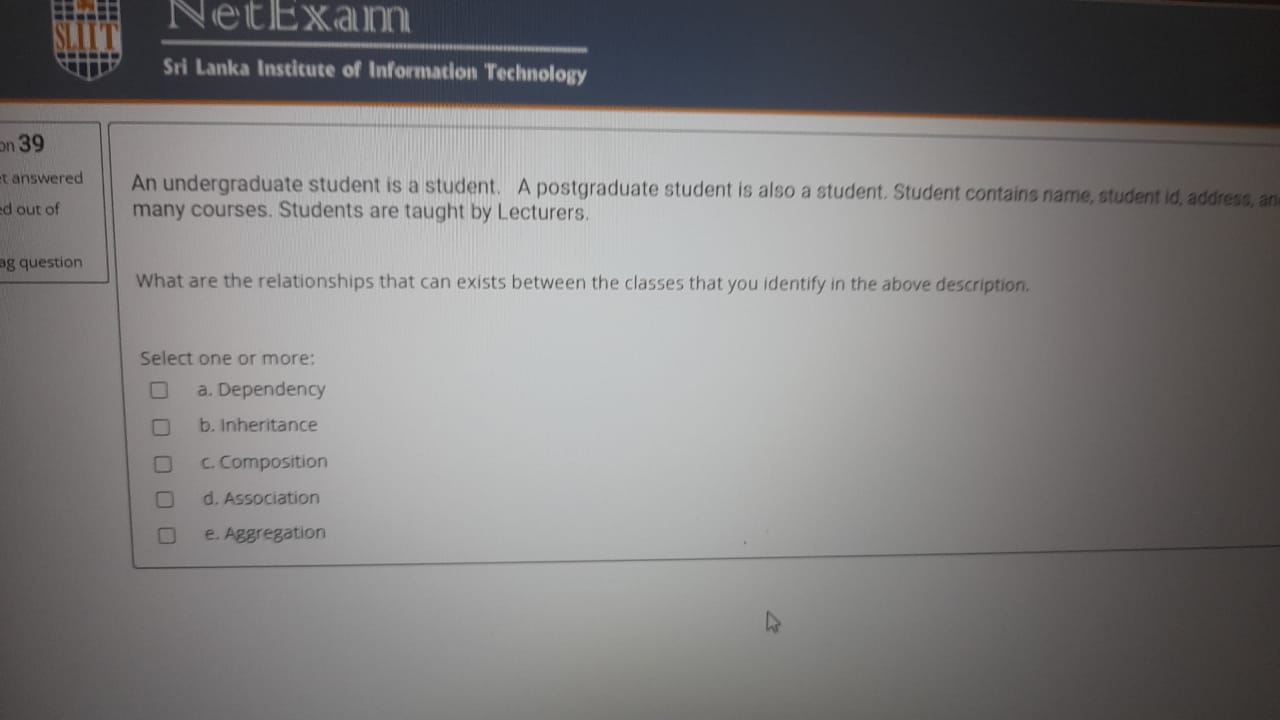 NetExam
SLIIT
Sri Lanka Institute of Information Technology
on 39
et answered
ed out of
ag question
An undergraduate student is a student. A postgraduate student is also a student. Student contains name, student id, address, an
many courses. Students are taught by Lecturers.
What are the relationships that can exists between the classes that you identify in the above description.
Select one or more:
a. Dependency
b. Inheritance
c. Composition
d. Association
e. Aggregation